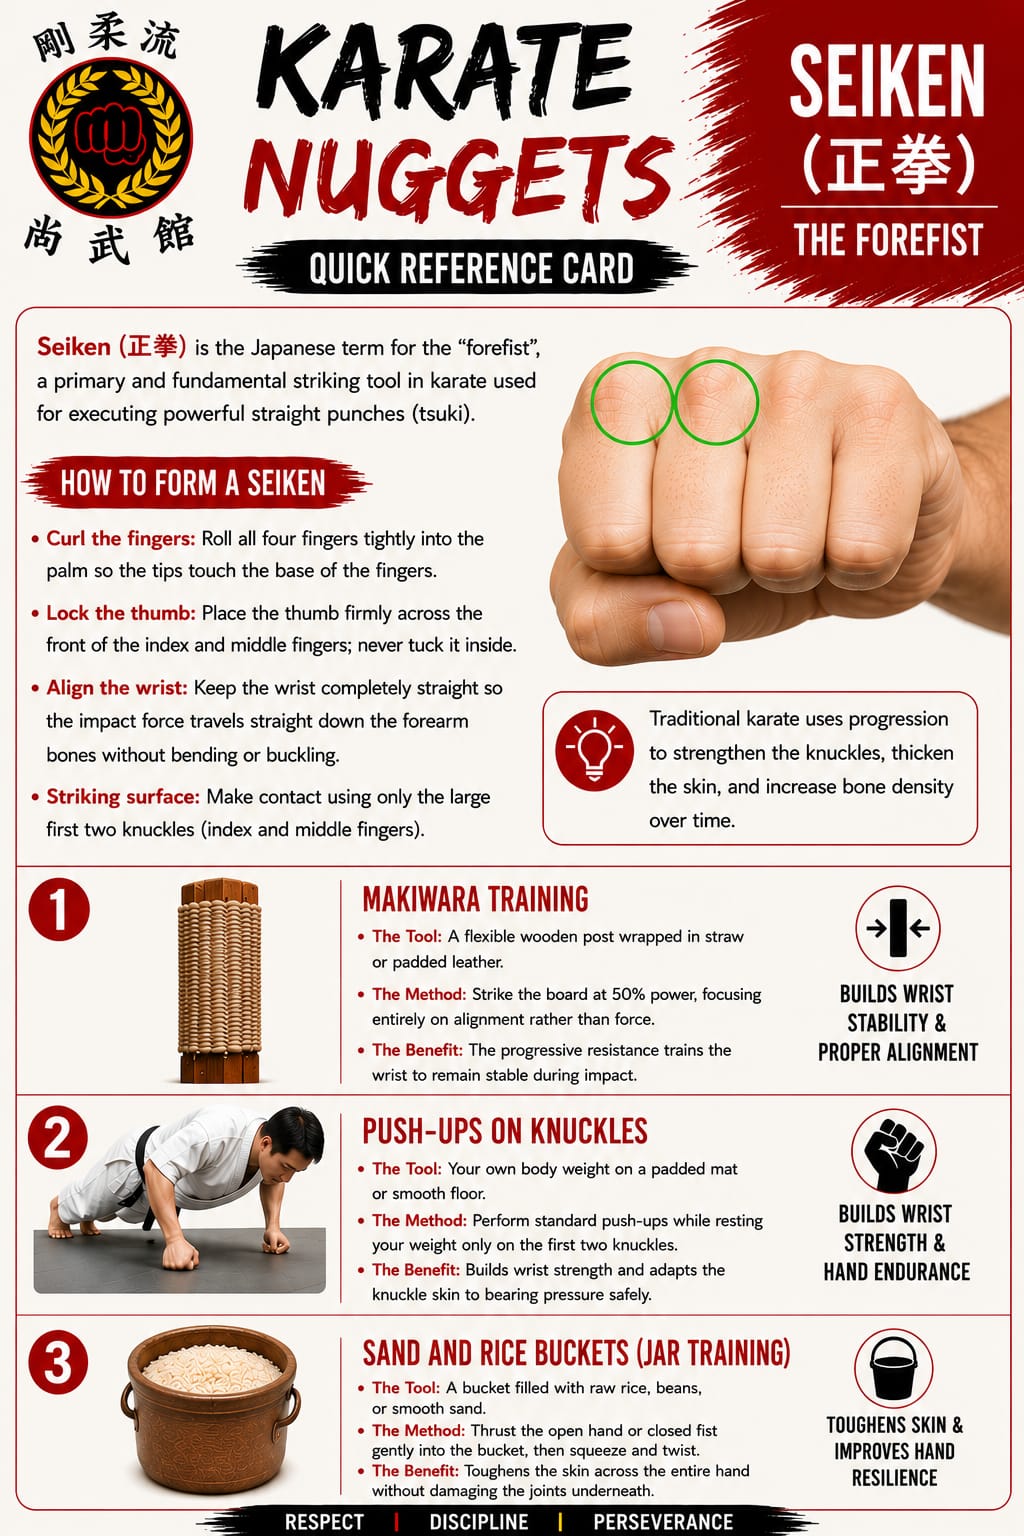 剛柔流
尚武館
KARATE
NUGGETS
QUICK REFERENCE CARD
SEIKEN
(正拳)
THE FOREFIST
Seiken (正拳) is the Japanese term for the “forefist”,
a primary and fundamental striking tool in karate used
for executing powerful straight punches (tsuki).
HOW TO FORM A SEIKEN
• Curl the fingers: Roll all four fingers tightly into the
palm so the tips touch the base of the fingers.
• Lock the thumb: Place the thumb firmly across the
front of the index and middle fingers; never tuck it inside.
• Align the wrist: Keep the wrist completely straight so
the impact force travels straight down the forearm
bones without bending or buckling.
• Striking surface: Make contact using only the large
first two knuckles (index and middle fingers).
Traditional karate uses progression
to strengthen the knuckles, thicken
the skin, and increase bone density
over time.
1
MAKIWARA TRAINING
• The Tool: A flexible wooden post wrapped in straw
or padded leather.
• The Method: Strike the board at 50% power, focusing
entirely on alignment rather than force.
• The Benefit: The progressive resistance trains the
wrist to remain stable during impact.
BUILDS WRIST
STABILITY &
PROPER ALIGNMENT
2
PUSH-UPS ON KNUCKLES
• The Tool: Your own body weight on a padded mat
or smooth floor.
• The Method: Perform standard push-ups while resting
your weight only on the first two knuckles.
• The Benefit: Builds wrist strength and adapts the
knuckle skin to bearing pressure safely.
BUILDS WRIST
STRENGTH &
HAND ENDURANCE
3
SAND AND RICE BUCKETS (JAR TRAINING)
• The Tool: A bucket filled with raw rice, beans,
or smooth sand.
• The Method: Thrust the open hand or closed fist
gently into the bucket, then squeeze and twist.
• The Benefit: Toughens the skin across the entire hand
without damaging the joints underneath.
TOUGHENS SKIN &
IMPROVES HAND
RESILIENCE
RESPECT | DISCIPLINE | PERSEVERANCE